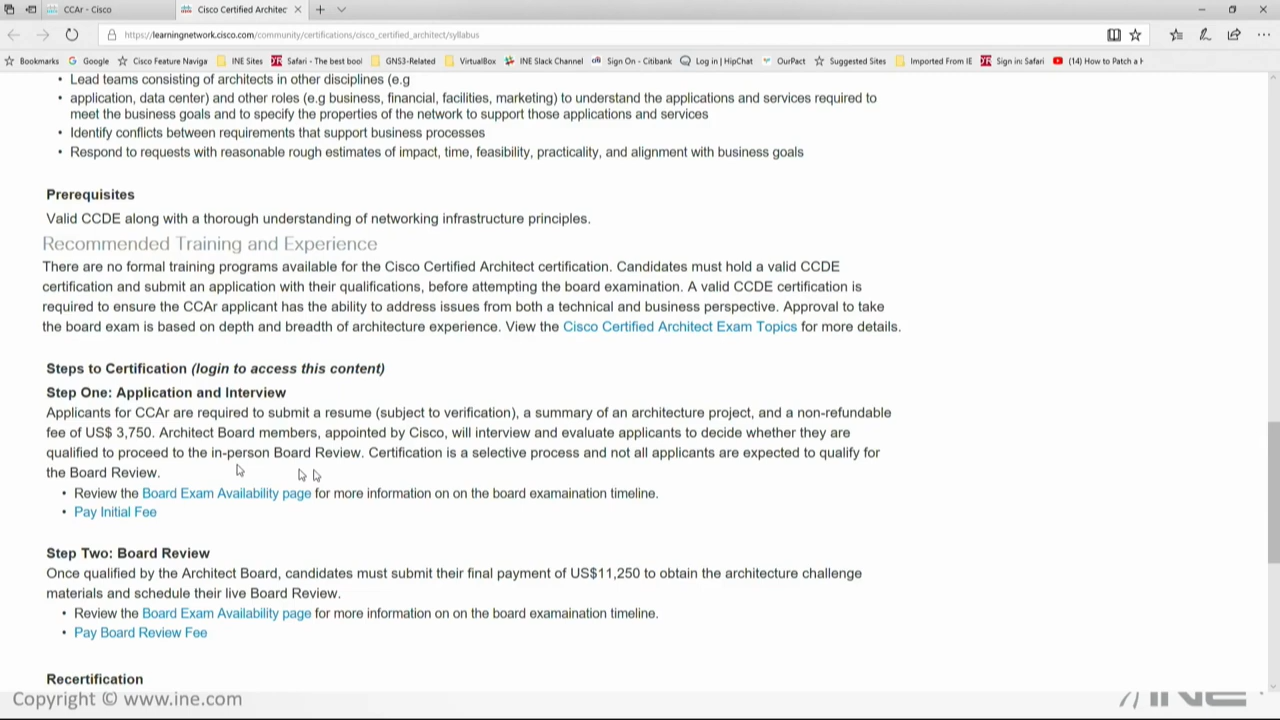 CCAr - Cisco
Cisco Certified Architec
https://learningnetwork.cisco.com/community/certifications/cisco_certified_architect/syllabus
Bookmarks Google Cisco Feature Naviga INE Sites Safari - The best bool GNS3-Related VirtualBox INE Slack Channel Sign On - Citibank Log in | HipChat OurPact Suggested Sites Imported From IE Sign in: Safari (14) How to Patch a H
• Lead teams consisting of architects in other disciplines (e.g
• application, data center) and other roles (e.g business, financial, facilities, marketing) to understand the applications and services required to
meet the business goals and to specify the properties of the network to support those applications and services
• Identify conflicts between requirements that support business processes
• Respond to requests with reasonable rough estimates of impact, time, feasibility, practicality, and alignment with business goals
Prerequisites
Valid CCDE along with a thorough understanding of networking infrastructure principles.
Recommended Training and Experience
There are no formal training programs available for the Cisco Certified Architect certification. Candidates must hold a valid CCDE
certification and submit an application with their qualifications, before attempting the board examination. A valid CCDE certification is
required to ensure the CCAr applicant has the ability to address issues from both a technical and business perspective. Approval to take
the board exam is based on depth and breadth of architecture experience. View the Cisco Certified Architect Exam Topics for more details.
Steps to Certification (login to access this content)
Step One: Application and Interview
Applicants for CCAr are required to submit a resume (subject to verification), a summary of an architecture project, and a non-refundable
fee of US$ 3,750. Architect Board members, appointed by Cisco, will interview and evaluate applicants to decide whether they are
qualified to proceed to the in-person Board Review. Certification is a selective process and not all applicants are expected to qualify for
the Board Review.
• Review the Board Exam Availability page for more information on on the board examaination timeline.
• Pay Initial Fee
Step Two: Board Review
Once qualified by the Architect Board, candidates must submit their final payment of US$11,250 to obtain the architecture challenge
materials and schedule their live Board Review.
• Review the Board Exam Availability page for more information on on the board examaination timeline.
• Pay Board Review Fee
Recertification
Copyright © www.ine.com
INE